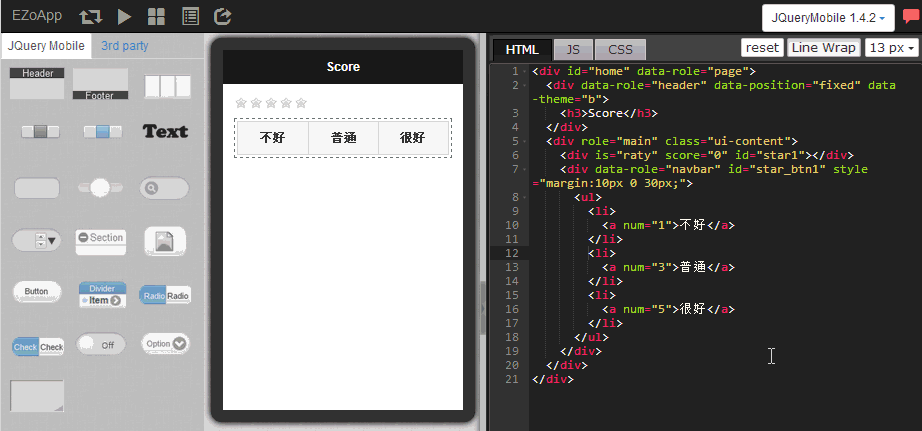 EZoApp
JQueryMobile 1.4.2
JQuery Mobile
3rd party
Header
Footer
Text
Section
Button
Divider
Item
Radio Radio
Check Check
Off
Option
Score
不好 普通 很好
HTML JS CSS reset Line Wrap 13 px
1 <div id="home" data-role="page">
2 <div data-role="header" data-position="fixed" data
-theme="b">
3 <h3>Score</h3>
4 </div>
5 <div role="main" class="ui-content">
6 <div is="raty" score="0" id="star1"></div>
7 <div data-role="navbar" id="star_btn1" style
="margin:10px 0 30px;">
8 <ul>
9 <li>
10 <a num="1">不好</a>
11 </li>
12 <li>
13 <a num="3">普通</a>
14 </li>
15 <li>
16 <a num="5">很好</a>
17 </li>
18 </ul>
19 </div>
20 </div>
21 </div>